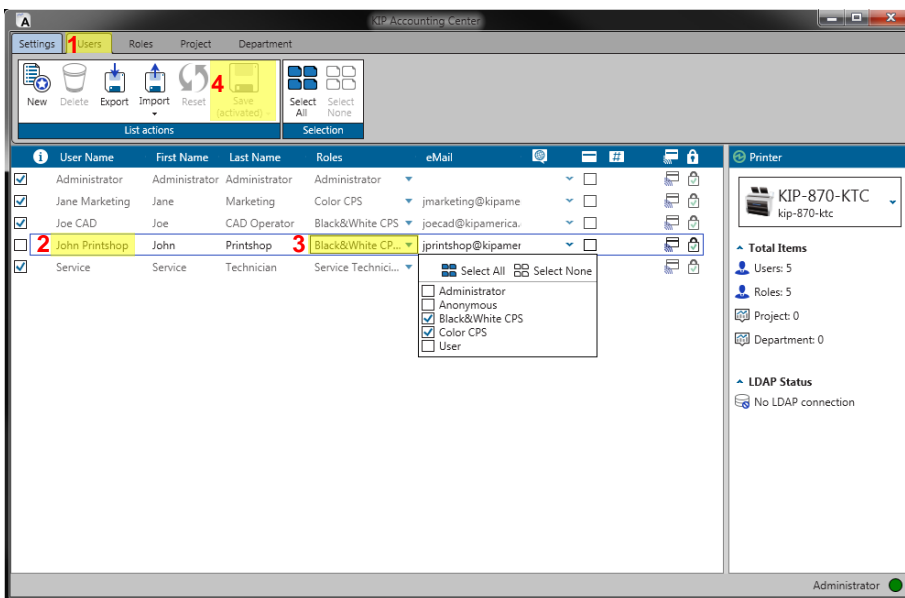 A KIP Accounting Center
Settings 1 Users Roles Project Department
4
New Delete Export Import Reset Save (activated) Select All Select None
List actions Selection
i User Name First Name Last Name Roles eMail @ # Printer
Administrator Administrator Administrator Administrator
Jane Marketing Jane Marketing Color CPS jmarketing@kipame
KIP-870-KTC
kip-870-ktc
Joe CAD Joe CAD Operator Black&White CPS joecad@kipamerica.
2 John Printshop John Printshop 3 Black&White CP... jprintshop@kipamer
Total Items
Service Service Technician Service Technici...
Select All Select None
Users: 5
Administrator
Roles: 5
Anonymous
Black&White CPS
Project: 0
Color CPS
User
Department: 0
LDAP Status
No LDAP connection
Administrator